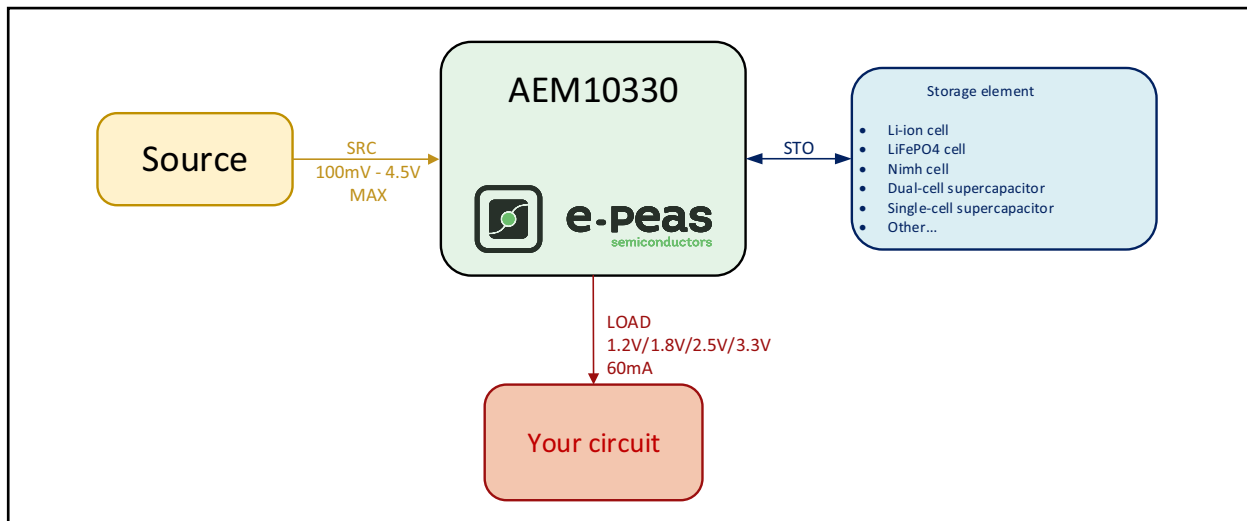 AEM10330
Source
SRC
100mV - 4.5V
MAX
e-peas
semiconductors
STO
Storage element
• Li-ion cell
• LiFePO4 cell
• Nimh cell
• Dual-cell supercapacitor
• Single-cell supercapacitor
• Other...
LOAD
1.2V/1.8V/2.5V/3.3V
60mA
Your circuit